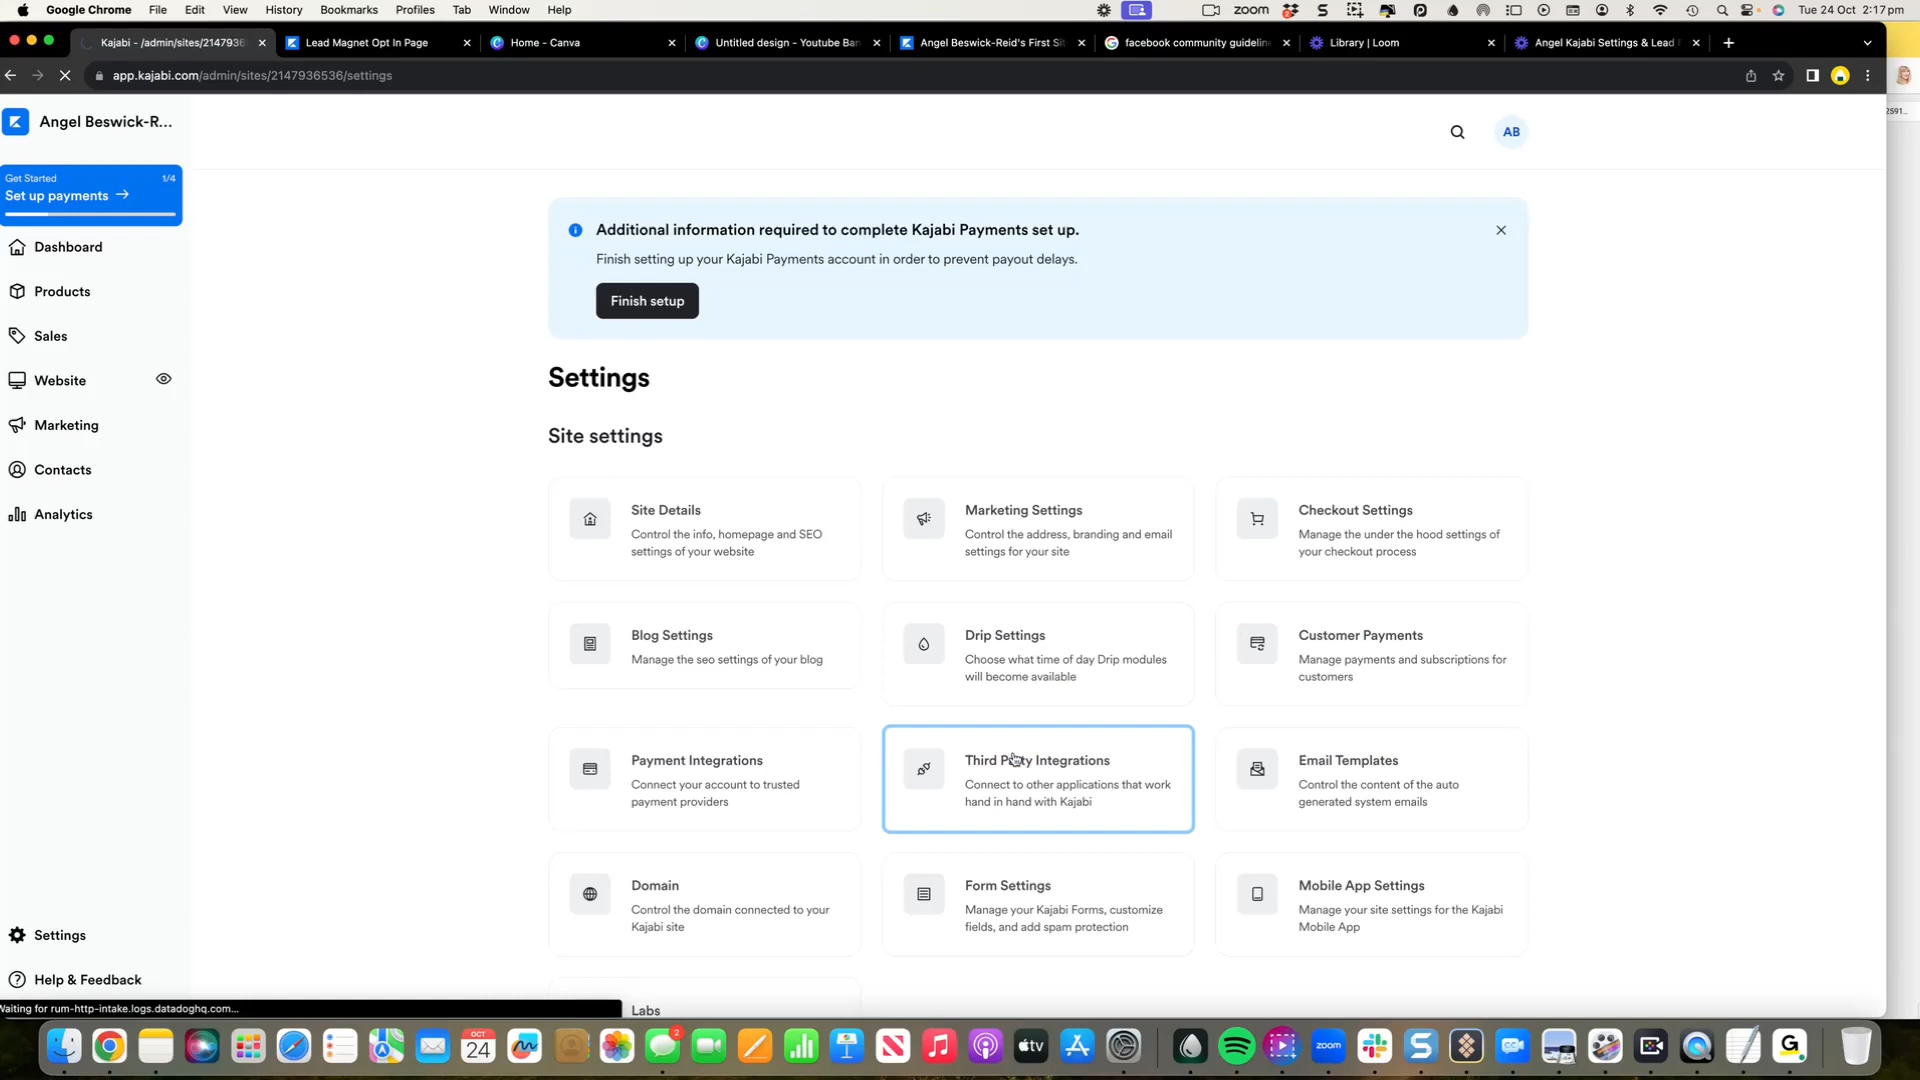 Google Chrome File Edit View History Bookmarks Profiles Tab Window Help zoom Tue 24 Oct 2:17pm
Kajabi - /admin/sites/214793
Lead Magnet Opt In Page
Home - Canva
Untitled design - Youtube Ban
Angel Beswick-Reid's First Sit
facebook community guideline
Library | Loom
Angel Kajabi Settings & Lead
app.kajabi.com/admin/sites/2147936536/settings
2591...
Angel Beswick-R...
AB
Get Started 1/4
Set up payments →
Dashboard
Products
Sales
Website
Marketing
Contacts
Analytics
Settings
Help & Feedback
Additional information required to complete Kajabi Payments set up.
Finish setting up your Kajabi Payments account in order to prevent payout delays.
Finish setup
Settings
Site settings
Site Details
Control the info, homepage and SEO
settings of your website
Marketing Settings
Control the address, branding and email
settings for your site
Checkout Settings
Manage the under the hood settings of
your checkout process
Blog Settings
Manage the seo settings of your blog
Drip Settings
Choose what time of day Drip modules
will become available
Customer Payments
Manage payments and subscriptions for
customers
Payment Integrations
Connect your account to trusted
payment providers
Third Party Integrations
Connect to other applications that work
hand in hand with Kajabi
Email Templates
Control the content of the auto
generated system emails
Domain
Control the domain connected to your
Kajabi site
Form Settings
Manage your Kajabi Forms, customize
fields, and add spam protection
Mobile App Settings
Manage your site settings for the Kajabi
Mobile App
Labs
Waiting for rum-http-intake.logs.datadoghq.com...
OCT
24
2
tv
zoom
G